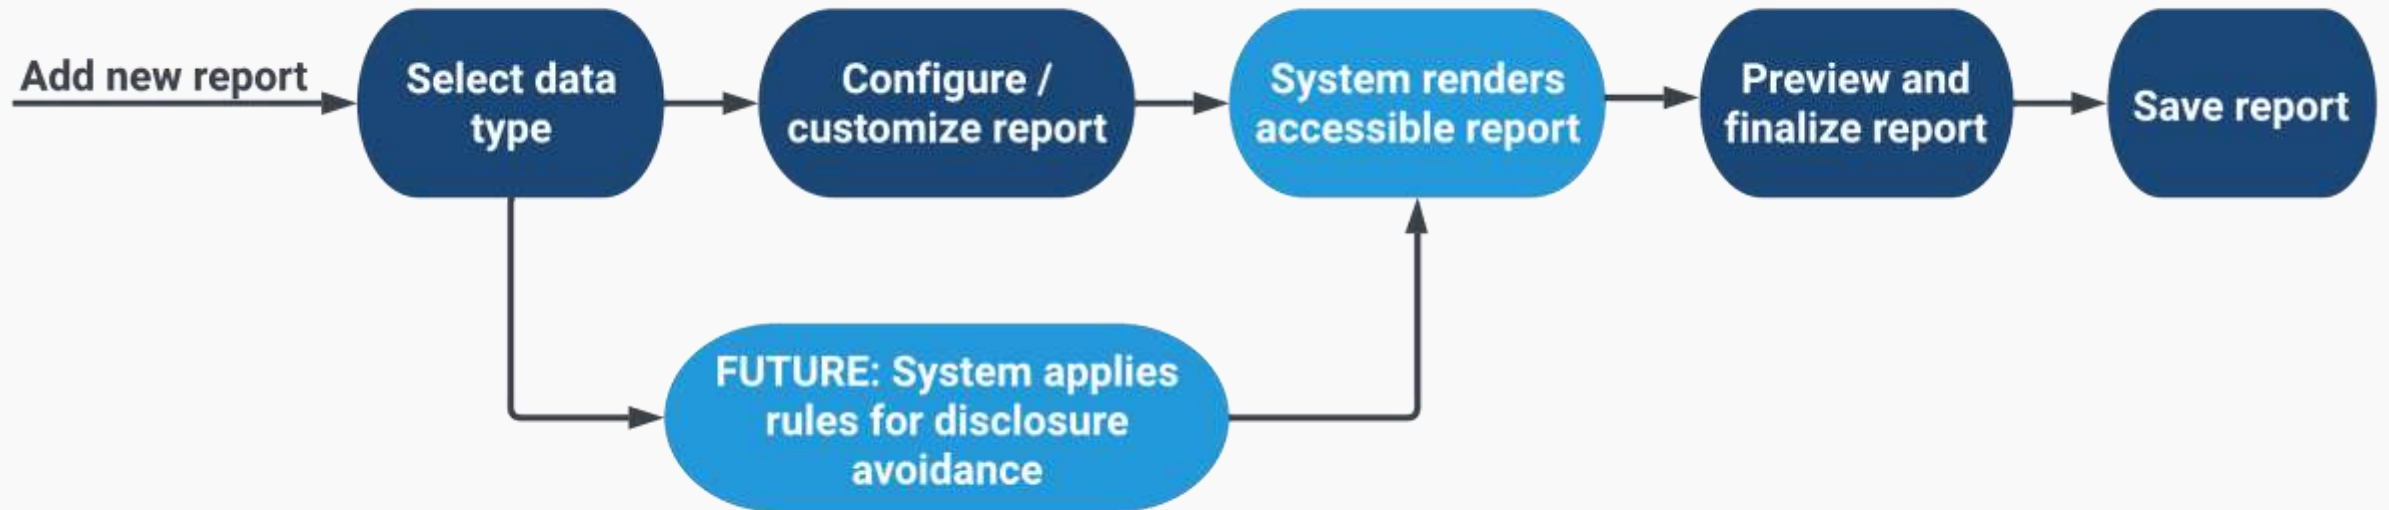 Add new report
Select data
type
Configure /
customize report
System renders
accessible report
Preview and
finalize report
Save report
FUTURE: System applies
rules for disclosure
avoidance